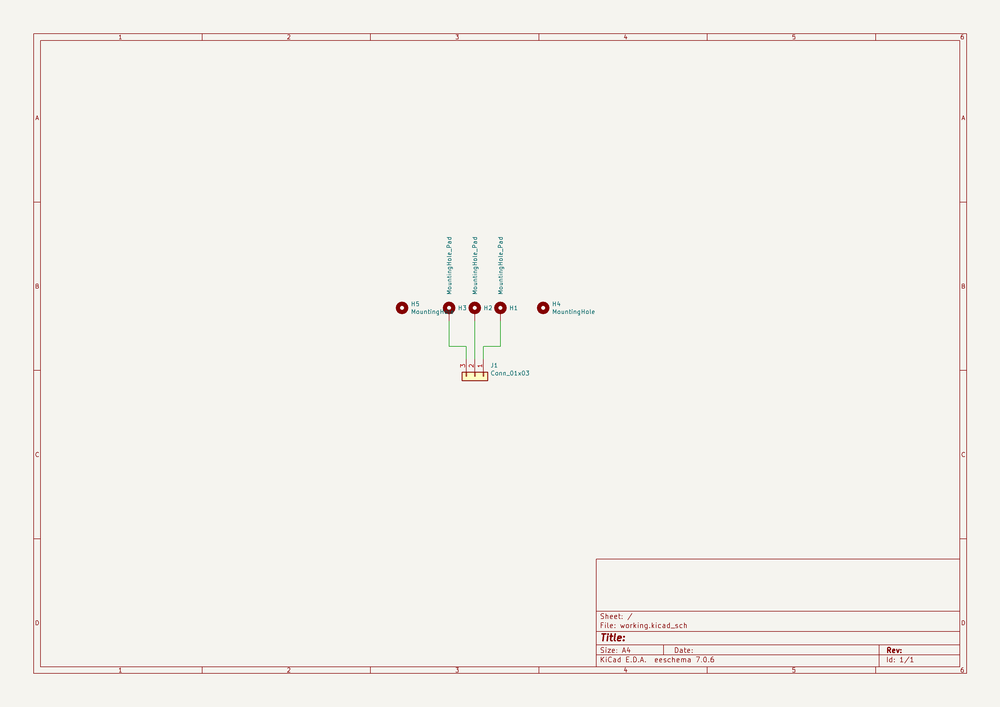 1 2 3 4 5 6
A A
MountingHole_Pad
MountingHole_Pad
MountingHole_Pad
B B
H5
H3
H2
H1
H4
MountingHole
3
2
1
J1
Conn_01x03
C C
Sheet: /
File: working.kicad_sch
D D
Title:
Size: A4 Date: Rev:
KiCad E.D.A. eeschema 7.0.6 Id: 1/1
1 2 3 4 5 6